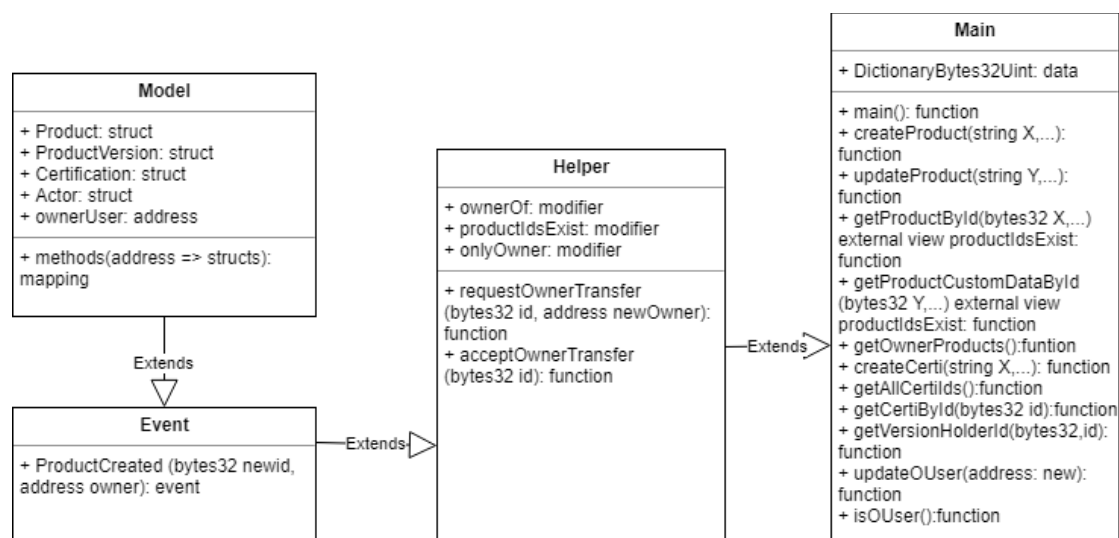 Model
+ Product: struct
+ ProductVersion: struct
+ Certification: struct
+ Actor: struct
+ ownerUser: address
+ methods(address => structs):
mapping
Extends
Event
+ ProductCreated (bytes32 newid,
address owner): event
Extends
Helper
+ ownerOf: modifier
+ productIdsExist: modifier
+ onlyOwner: modifier
+ requestOwnerTransfer
(bytes32 id, address newOwner):
function
+ acceptOwnerTransfer
(bytes32 id): function
Extends
Main
+ DictionaryBytes32Uint: data
+ main(): function
+ createProduct(string X,...):
function
+ updateProduct(string Y,...):
function
+ getProductById(bytes32 X,...)
external view productIdsExist:
function
+ getProductCustomDataById
(bytes32 Y,...) external view
productIdsExist: function
+ getOwnerProducts():funtion
+ createCerti(string X,...): function
+ getAllCertiIds():function
+ getCertiById(bytes32 id):function
+ getVersionHolderId(bytes32,id):
function
+ updateOUser(address: new):
function
+ isOUser():function